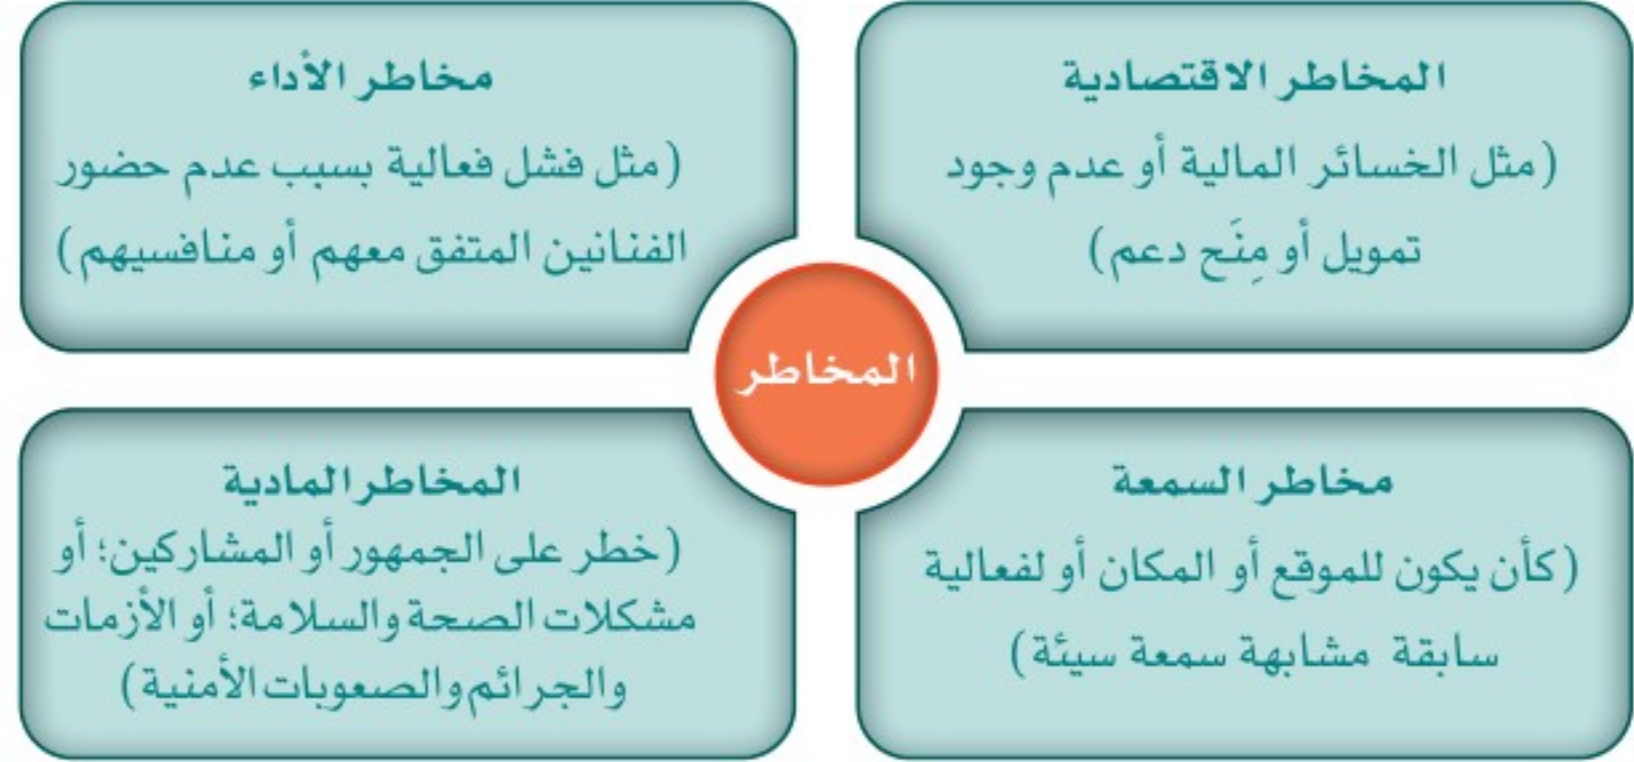 المخاطر الاقتصادية
(مثل الخسائر المالية أو عدم وجود
تمويل أو مِنَح دعم)
مخاطر الأداء
(مثل فشل فعالية بسبب عدم حضور
الفنانين المتفق معهم أو منافسيهم)
المخاطر
مخاطر السمعة
(كأن يكون للموقع أو المكان أو لفعالية
سابقة مشابهة سمعة سيئة)
المخاطر المادية
(خطر على الجمهور أو المشاركين؛ أو
مشكلات الصحة والسلامة؛ أو الأزمات
والجرائم والصعوبات الأمنية)